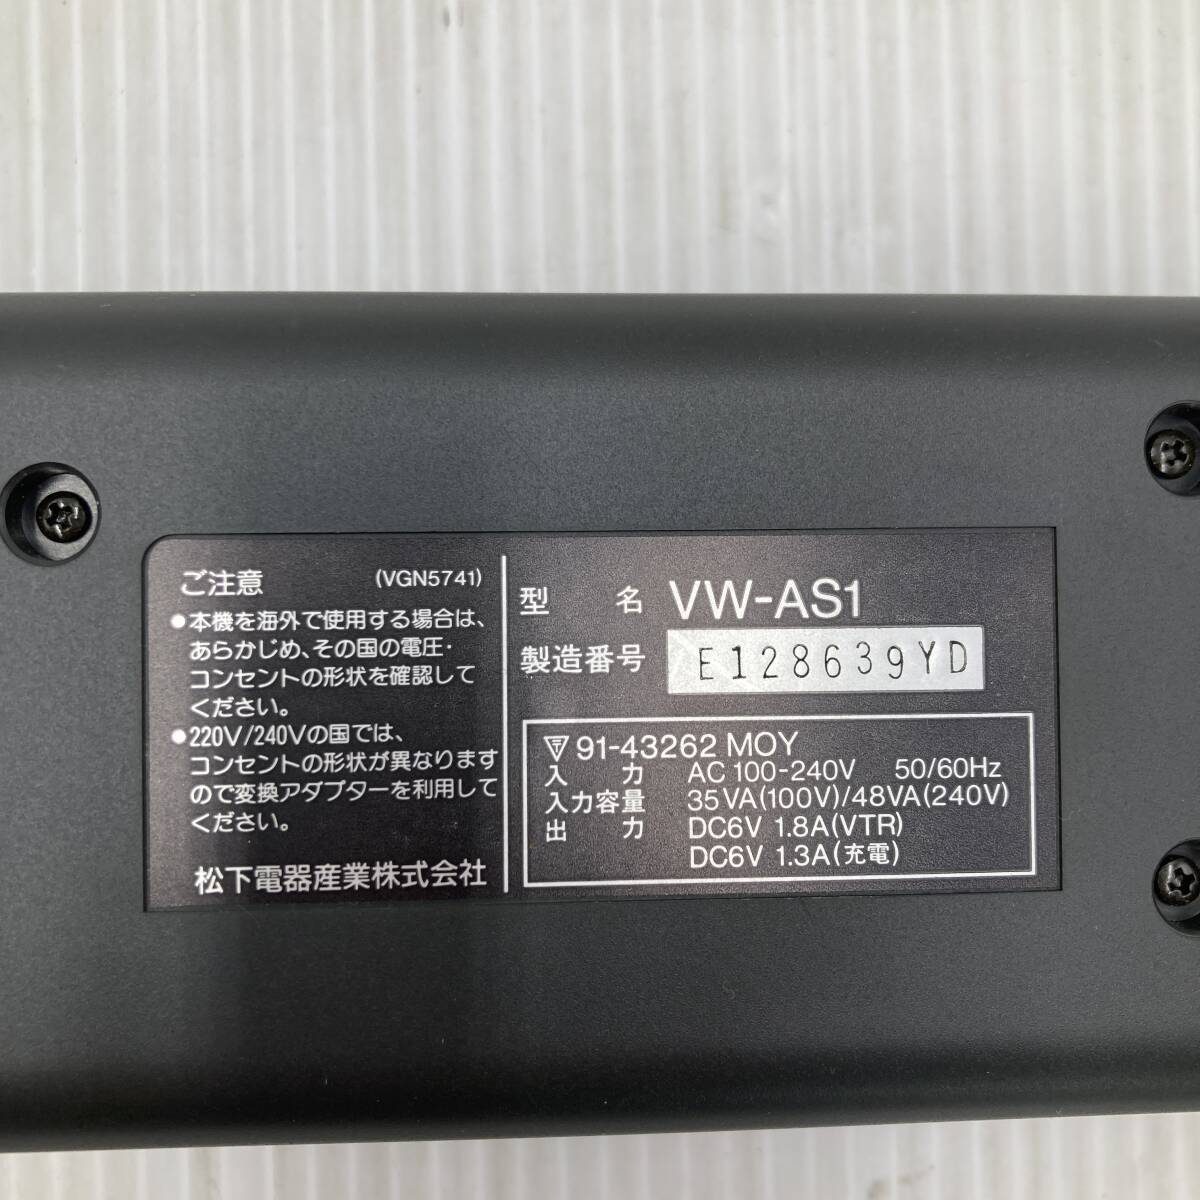 ご注意 (VGN5741)
●本機を海外で使用する場合は、
あらかじめ、その国の電圧・
コンセントの形状を確認して
ください。
●220V/240Vの国では、
コンセントの形状が異なります
ので変換アダプターを利用して
ください。
松下電器産業株式会社
型 名 VW-AS1
製造番号 E128639YD
91-43262 MOY
入 力 AC 100-240V 50/60Hz
入力容量 35VA(100V)/48VA(240V)
出 力 DC6V 1.8A(VTR)
DC6V 1.3A(充電)